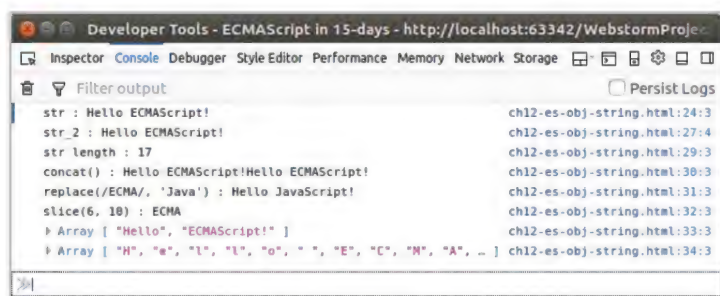 Developer Tools - ECMAScript in 15-days - http://localhost:63342/WebstormProjec
Inspector Console Debugger Style Editor Performance Memory Network Storage
Filter output Persist Logs
str : Hello ECMAScript! ch12-es-obj-string.html:24:3
str_2 : Hello ECMAScript! ch12-es-obj-string.html:27:4
str length : 17 ch12-es-obj-string.html:29:3
concat() : Hello ECMAScript!Hello ECMAScript! ch12-es-obj-string.html:30:3
replace(/ECMA/, 'Java') : Hello JavaScript! ch12-es-obj-string.html:31:3
slice(6, 10) : ECMA ch12-es-obj-string.html:32:3
Array [ "Hello", "ECMAScript!" ] ch12-es-obj-string.html:33:3
Array [ "H", "e", "l", "l", "o", " ", "E", "C", "M", "A", … ] ch12-es-obj-string.html:34:3